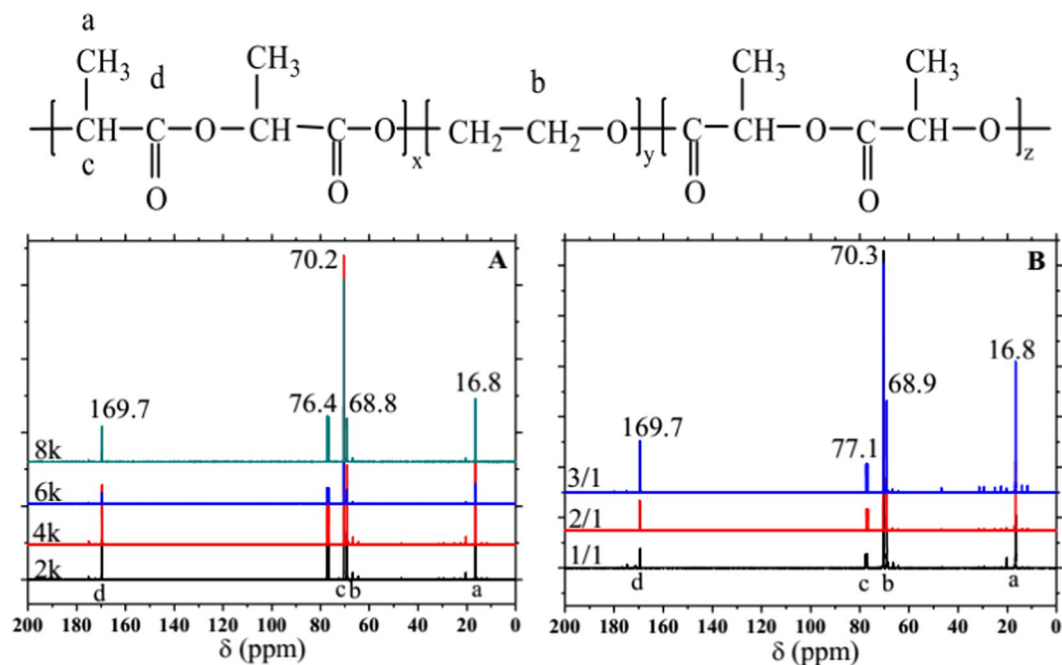 a
CH3 d CH3 b CH3 CH3
[ CH—C—O—CH—C—O ]x [ CH2—CH2—O ]y [ C—CH—O—C—CH—O ]z
c
O O O O
70.2 A
169.7 76.4 68.8 16.8
8k
6k
4k
2k
d c b a
200 180 160 140 120 100 80 60 40 20 0
δ (ppm)
70.3 B
16.8
68.9
169.7
77.1
3/1
2/1
1/1
d c b a
200 180 160 140 120 100 80 60 40 20 0
δ (ppm)